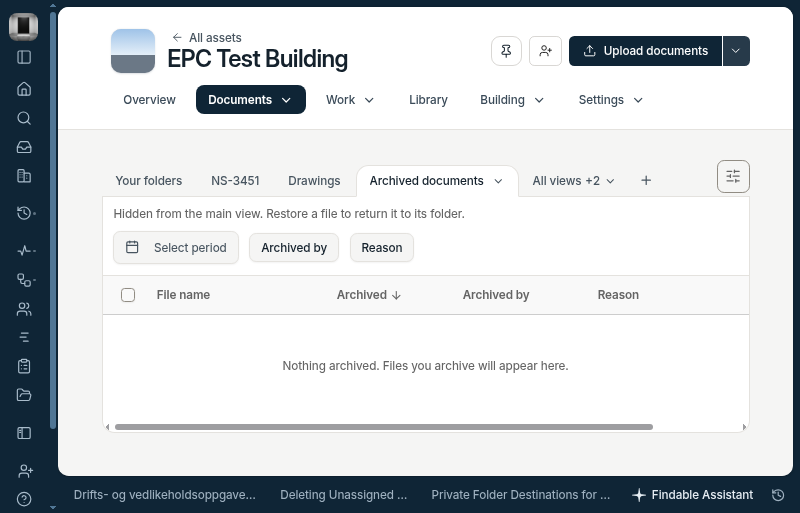 All assets
EPC Test Building
Upload documents
Overview
Documents
Work
Library
Building
Settings
Your folders
NS-3451
Drawings
Archived documents
All views +2
Hidden from the main view. Restore a file to return it to its folder.
Select period
Archived by
Reason
File name
Archived
Archived by
Reason
Nothing archived. Files you archive will appear here.
Drifts- og vedlikeholdsoppgave...
Deleting Unassigned ...
Private Folder Destinations for ...
Findable Assistant